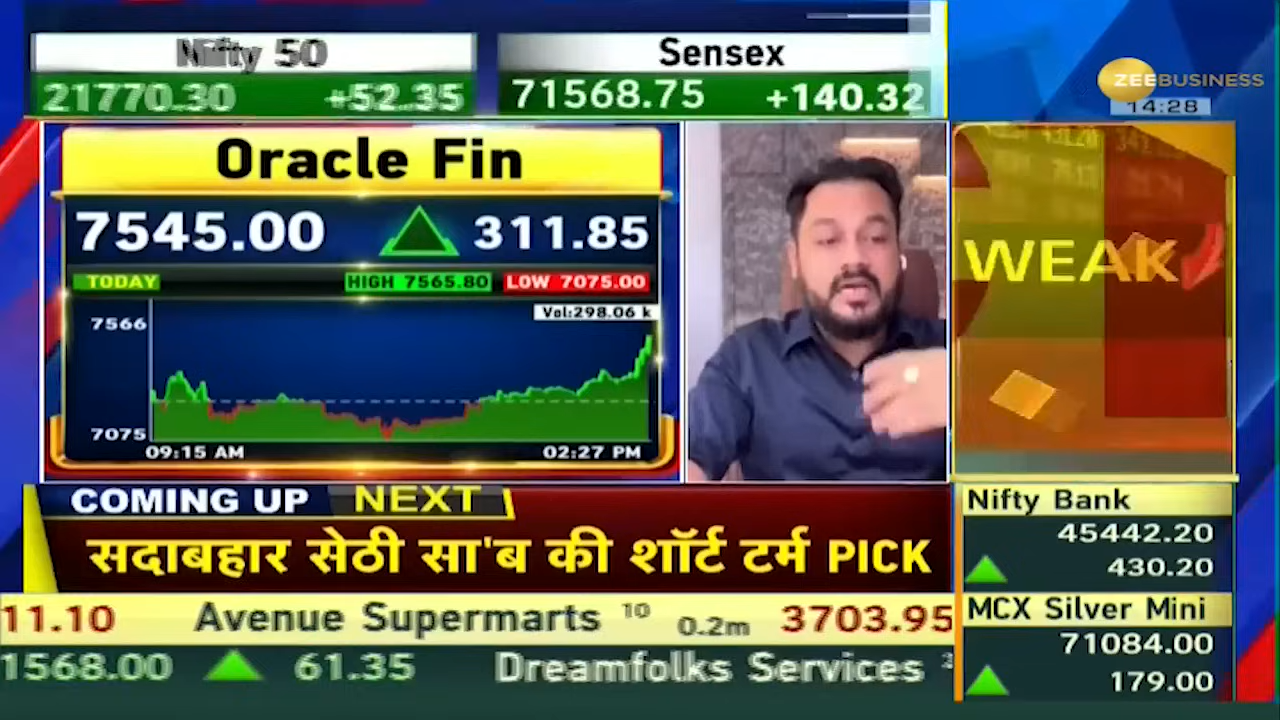 Nifty 50
21770.30 +52.35
Sensex
71568.75 +140.32
ZEEBUSINESS
14:28
Oracle Fin
7545.00 311.85
TODAY HIGH 7565.80 LOW 7075.00
Vol:298.06 k
7566
7075
09:15 AM 02:27 PM
WEAK
COMING UP NEXT
सदाबहार सेठी सा'ब की शॉर्ट टर्म PICK
Nifty Bank
45442.20
430.20
MCX Silver Mini
71084.00
179.00
11.10 Avenue Supermarts 10 0.2m 3703.95
1568.00 61.35 Dreamfolks Services